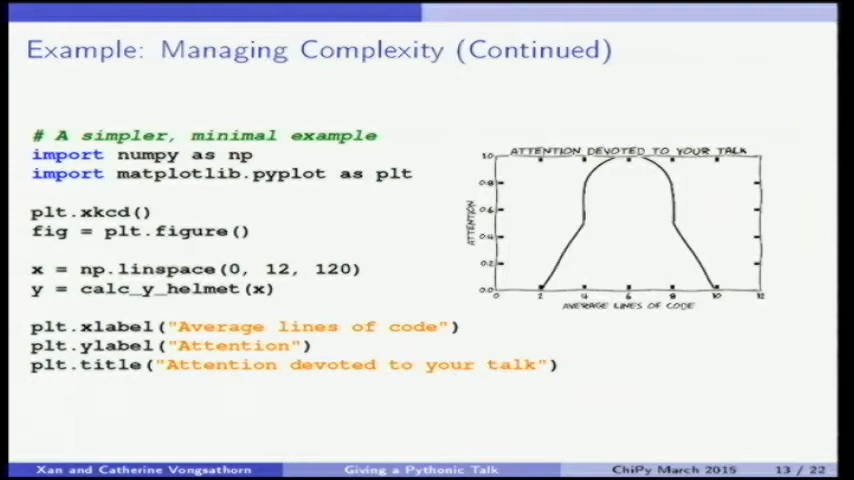 Example: Managing Complexity (Continued)
# A simpler, minimal example
import numpy as np
import matplotlib.pyplot as plt
plt.xkcd()
fig = plt.figure()
x = np.linspace(0, 12, 120)
y = calc_y_helmet(x)
plt.xlabel("Average lines of code")
plt.ylabel("Attention")
plt.title("Attention devoted to your talk")
ATTENTION DEVOTED TO YOUR TALK
1.0
0.8
0.6
0.4
0.2
0.0
ATTENTION
0 2 4 6 8 10 12
AVERAGE LINES OF CODE
Xan and Catherine Vongsathorn Giving a Pythonic Talk ChiPy March 2015 13 / 22